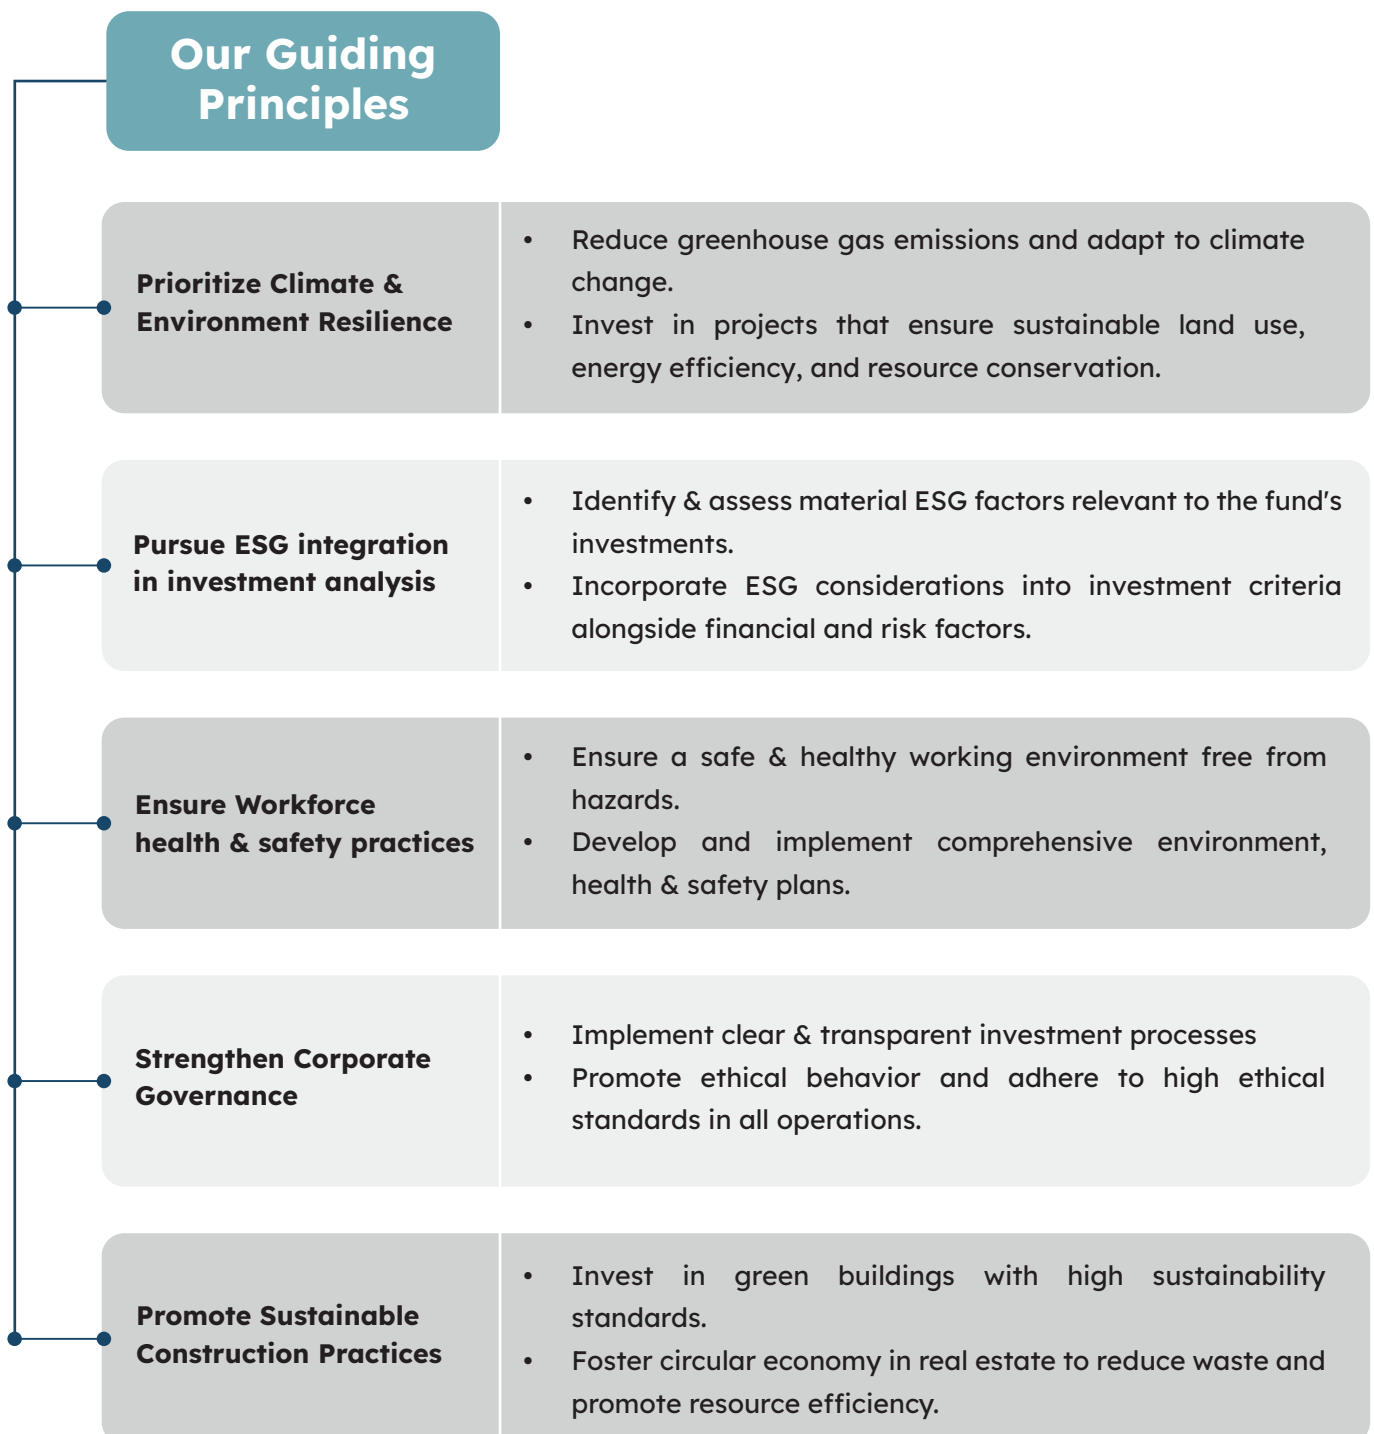 Our Guiding
Principles
Prioritize Climate &
Environment Resilience
• Reduce greenhouse gas emissions and adapt to climate
change.
• Invest in projects that ensure sustainable land use,
energy efficiency, and resource conservation.
Pursue ESG integration
in investment analysis
• Identify & assess material ESG factors relevant to the fund's
investments.
• Incorporate ESG considerations into investment criteria
alongside financial and risk factors.
Ensure Workforce
health & safety practices
• Ensure a safe & healthy working environment free from
hazards.
• Develop and implement comprehensive environment,
health & safety plans.
Strengthen Corporate
Governance
• Implement clear & transparent investment processes
• Promote ethical behavior and adhere to high ethical
standards in all operations.
Promote Sustainable
Construction Practices
• Invest in green buildings with high sustainability
standards.
• Foster circular economy in real estate to reduce waste and
promote resource efficiency.